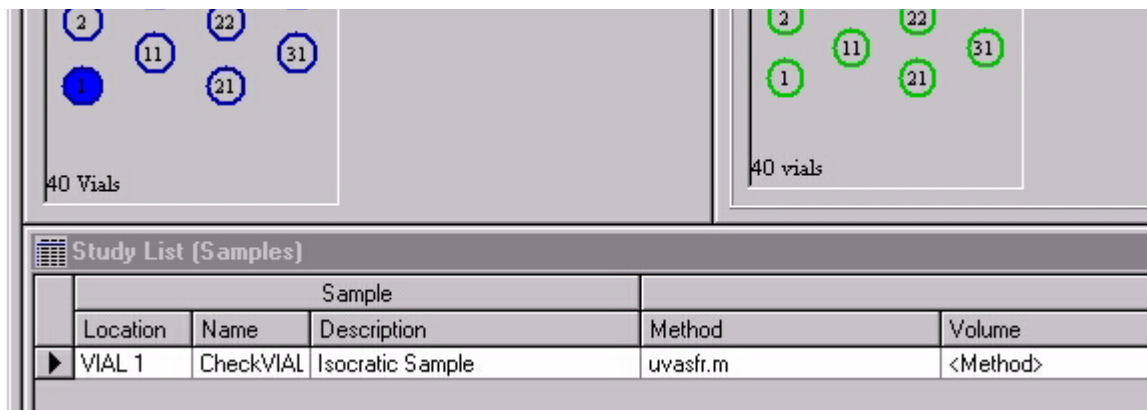 2 22
11 31
1 21
40 Vials
2 22
11 31
1 21
40 vials
Study List (Samples)
Sample
Location Name Description Method Volume
VIAL 1 CheckVIAL Isocratic Sample uvasfr.m <Method>